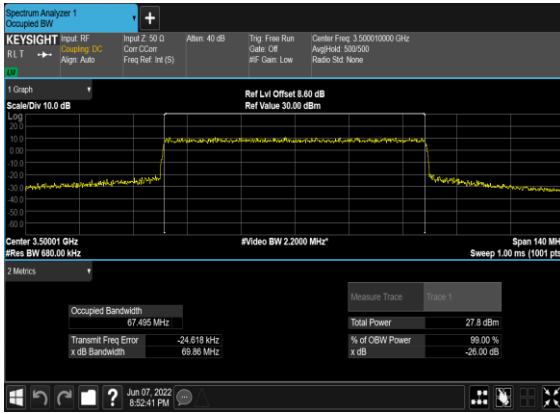 Spectrum Analyzer 1
Occupied BW
+
KEYSIGHT
RLT
LW
Input: RF
Coupling: DC
Align: Auto
Input Z: 50 Ω
Corr CCorr
Freq Ref: Int (S)
Atten: 40 dB
Trig: Free Run
Gate: Off
#IF Gain: Low
Center Freq: 3.500010000 GHz
Avg|Hold: 500/500
Radio Std: None
1 Graph
Scale/Div 10.0 dB
Ref Lvl Offset 8.60 dB
Ref Value 30.00 dBm
Log
20.0
10.0
0.00
-10.0
-20.0
-30.0
-40.0
-50.0
-60.0
Center 3.50001 GHz
#Res BW 680.00 kHz
#Video BW 2.2000 MHz*
Span 140 MH
Sweep 1.00 ms (1001 pts
2 Metrics
Measure Trace Trace 1
Occupied Bandwidth
67.495 MHz
Total Power 27.8 dBm
Transmit Freq Error -24.618 kHz
x dB Bandwidth 69.86 MHz
% of OBW Power 99.00 %
x dB -26.00 dB
?
Jun 07, 2022
8:52:41 PM